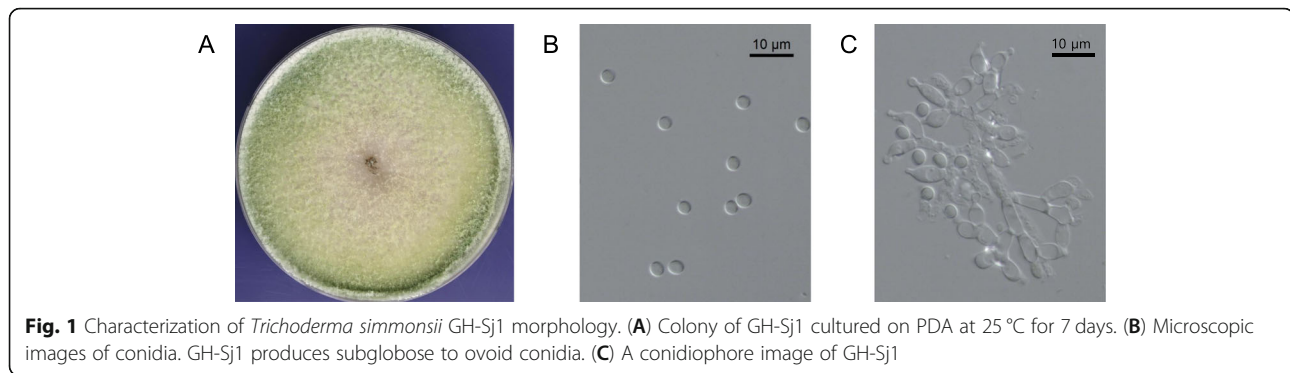 A
B
10 µm
C
10 µm
Fig. 1 Characterization of Trichoderma simmonsii GH-Sj1 morphology. (A) Colony of GH-Sj1 cultured on PDA at 25 °C for 7 days. (B) Microscopic
images of conidia. GH-Sj1 produces subglobose to ovoid conidia. (C) A conidiophore image of GH-Sj1